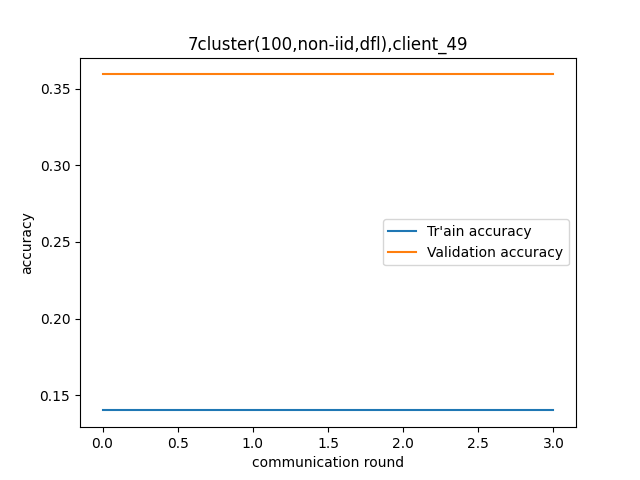 7cluster(100,non-iid,dfl),client_49
0.35
0.30
0.25
0.20
0.15
accuracy
Tr'ain accuracy
Validation accuracy
0.0 0.5 1.0 1.5 2.0 2.5 3.0
communication round